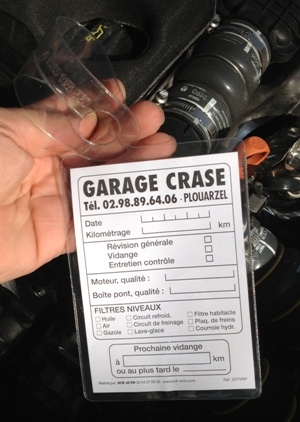 GARAGE CRASE
Tél. 02.98.89.64.06 - PLOUARZEL
Date
Kilométrage km
Révision générale
Vidange
Entretien contrôle
Moteur, qualité :
Boîte pont, qualité :
FILTRES NIVEAUX
Huile Circuit refroid. Filtre habitacle
Air Circuit de freinage Plaq. de freins
Gazole Lave-glace Courroie hydr.
Prochaine vidange
à km
ou au plus tard le
Réalisé par